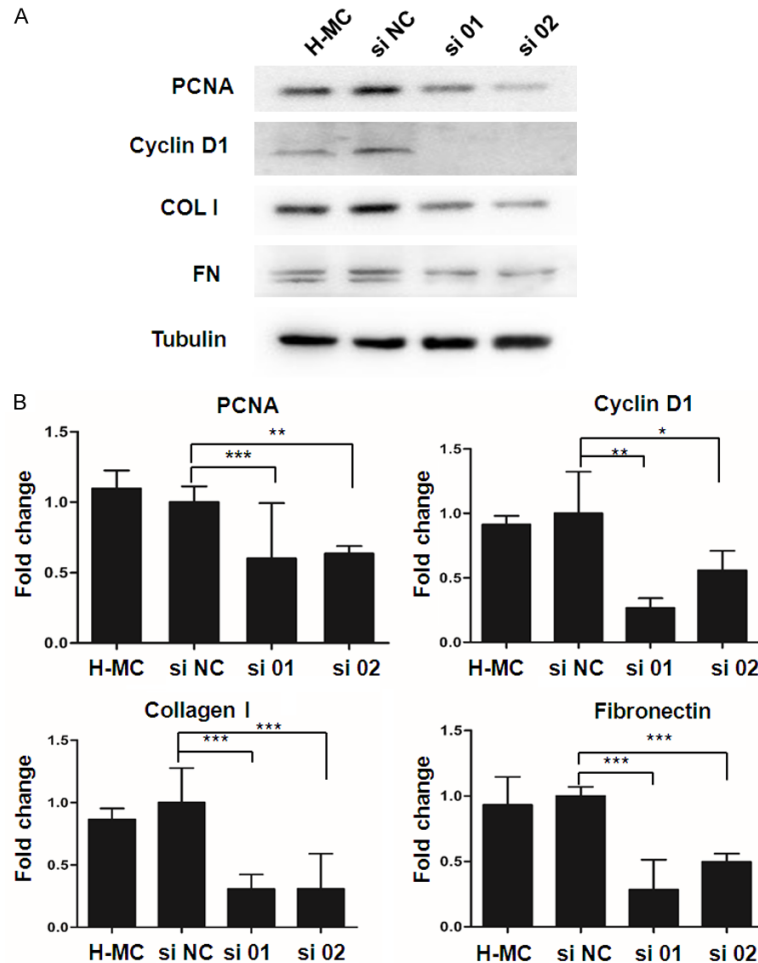 A
H-MC si NC si 01 si 02
PCNA
Cyclin D1
COL I
FN
Tubulin
B
PCNA
Fold change
1.5
1.0
0.5
0.0
**
***
H-MC si NC si 01 si 02
Cyclin D1
Fold change
1.5
1.0
0.5
0.0
*
**
H-MC si NC si 01 si 02
Collagen I
Fold change
1.5
1.0
0.5
0.0
***
***
H-MC si NC si 01 si 02
Fibronectin
Fold change
1.5
1.0
0.5
0.0
***
***
H-MC si NC si 01 si 02